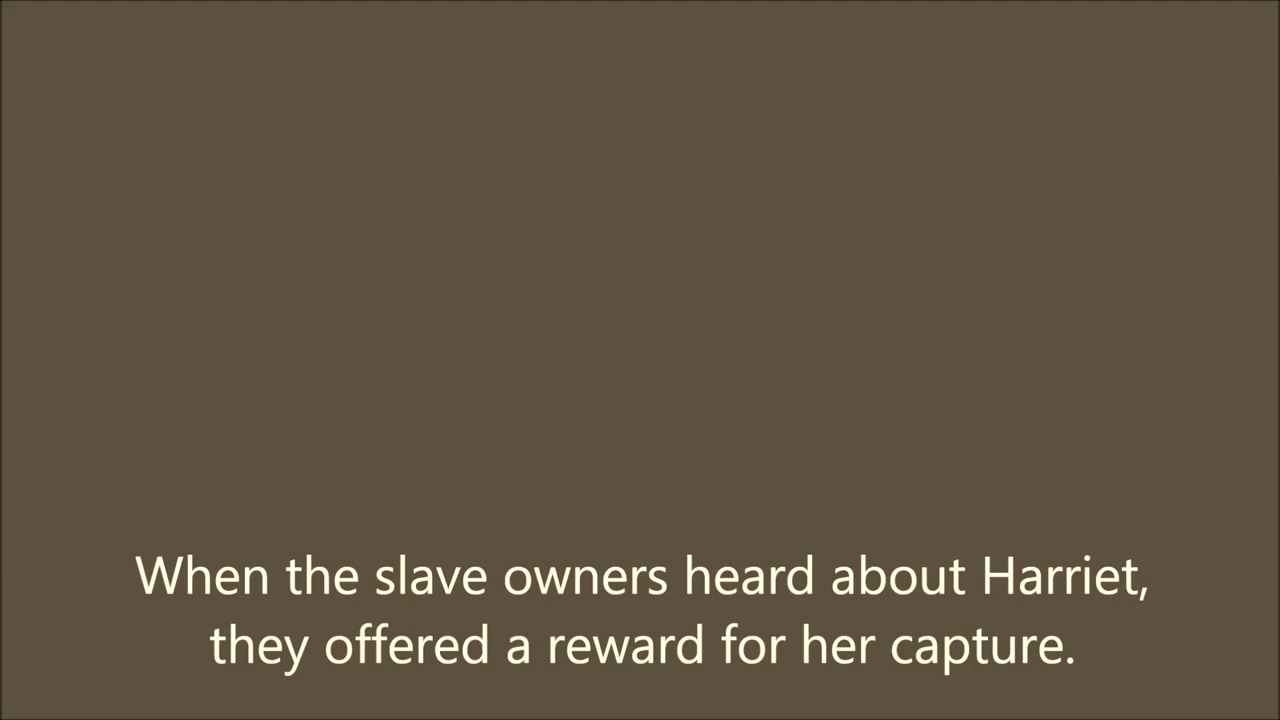 When the slave owners heard about Harriet,
they offered a reward for her capture.